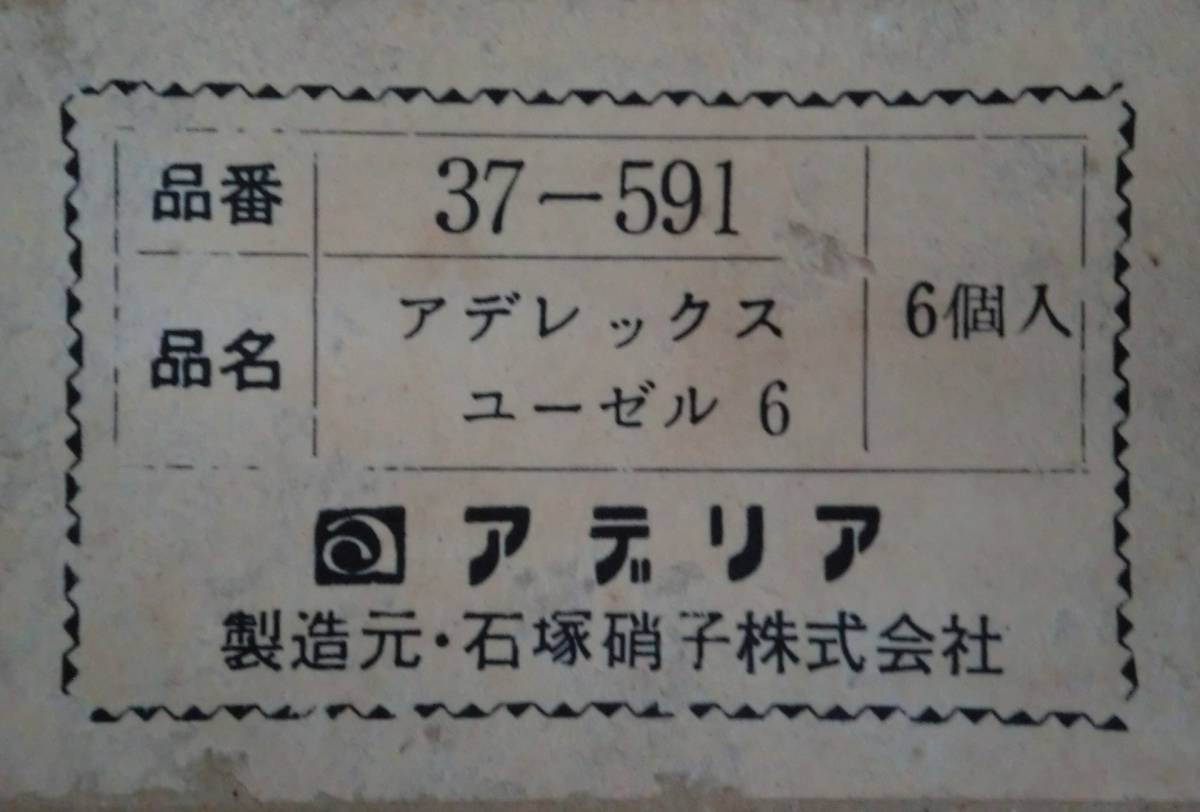 品番 37-591
品名 アデレックス
ユーゼル 6
6個入
アデリア
製造元・石塚硝子株式会社